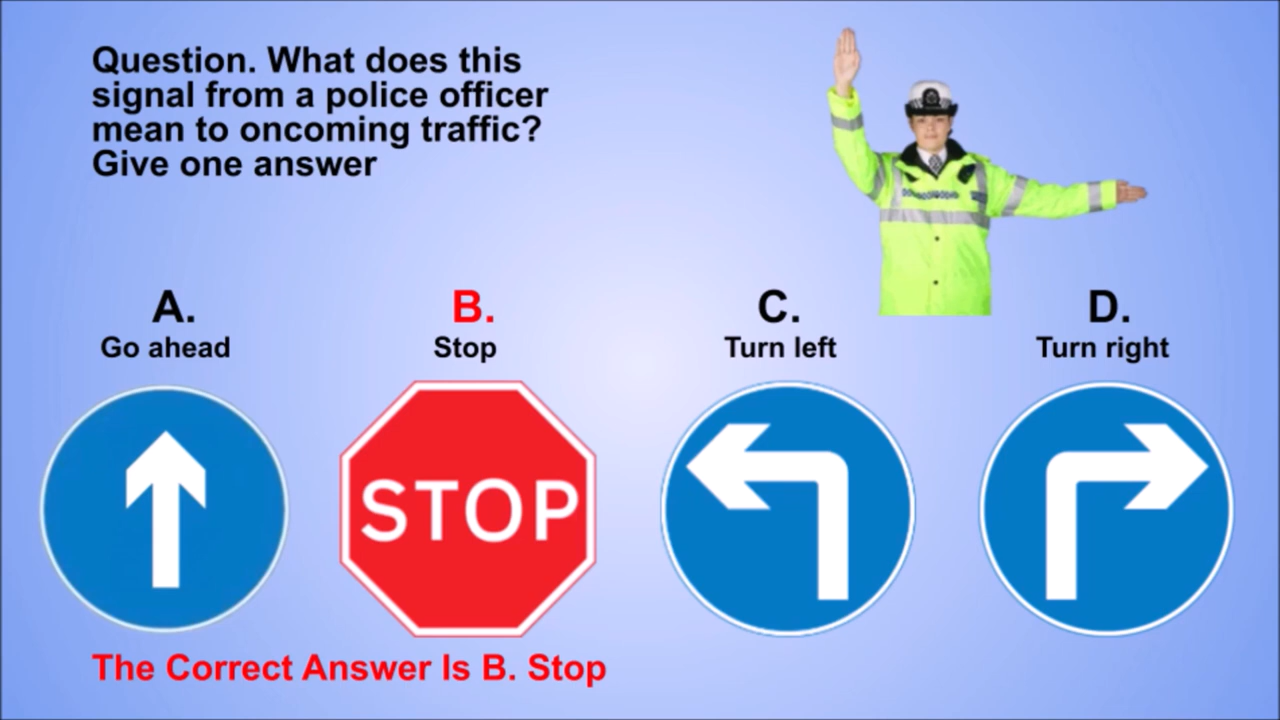 Question. What does this
signal from a police officer
mean to oncoming traffic?
Give one answer
A.
Go ahead
B.
Stop
C.
Turn left
D.
Turn right
STOP
The Correct Answer Is B. Stop